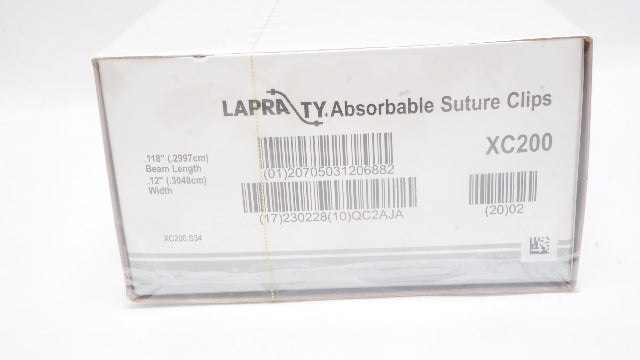 LAPRA TY. Absorbable Suture Clips
XC200
.118" (.2997cm)
Beam Length
.12" (.3048cm)
Width
(01)20705031206882
(17)230228(10)QC2AJA
(20)02
XC200.S34